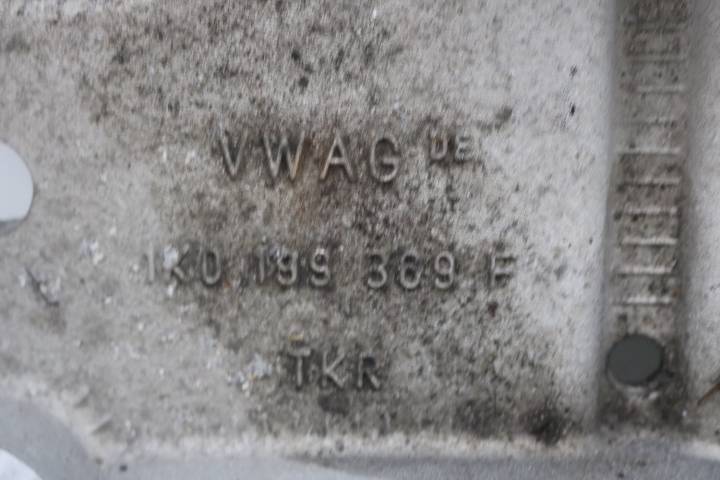 VWAG DE
1K0 199 369 F
TKR